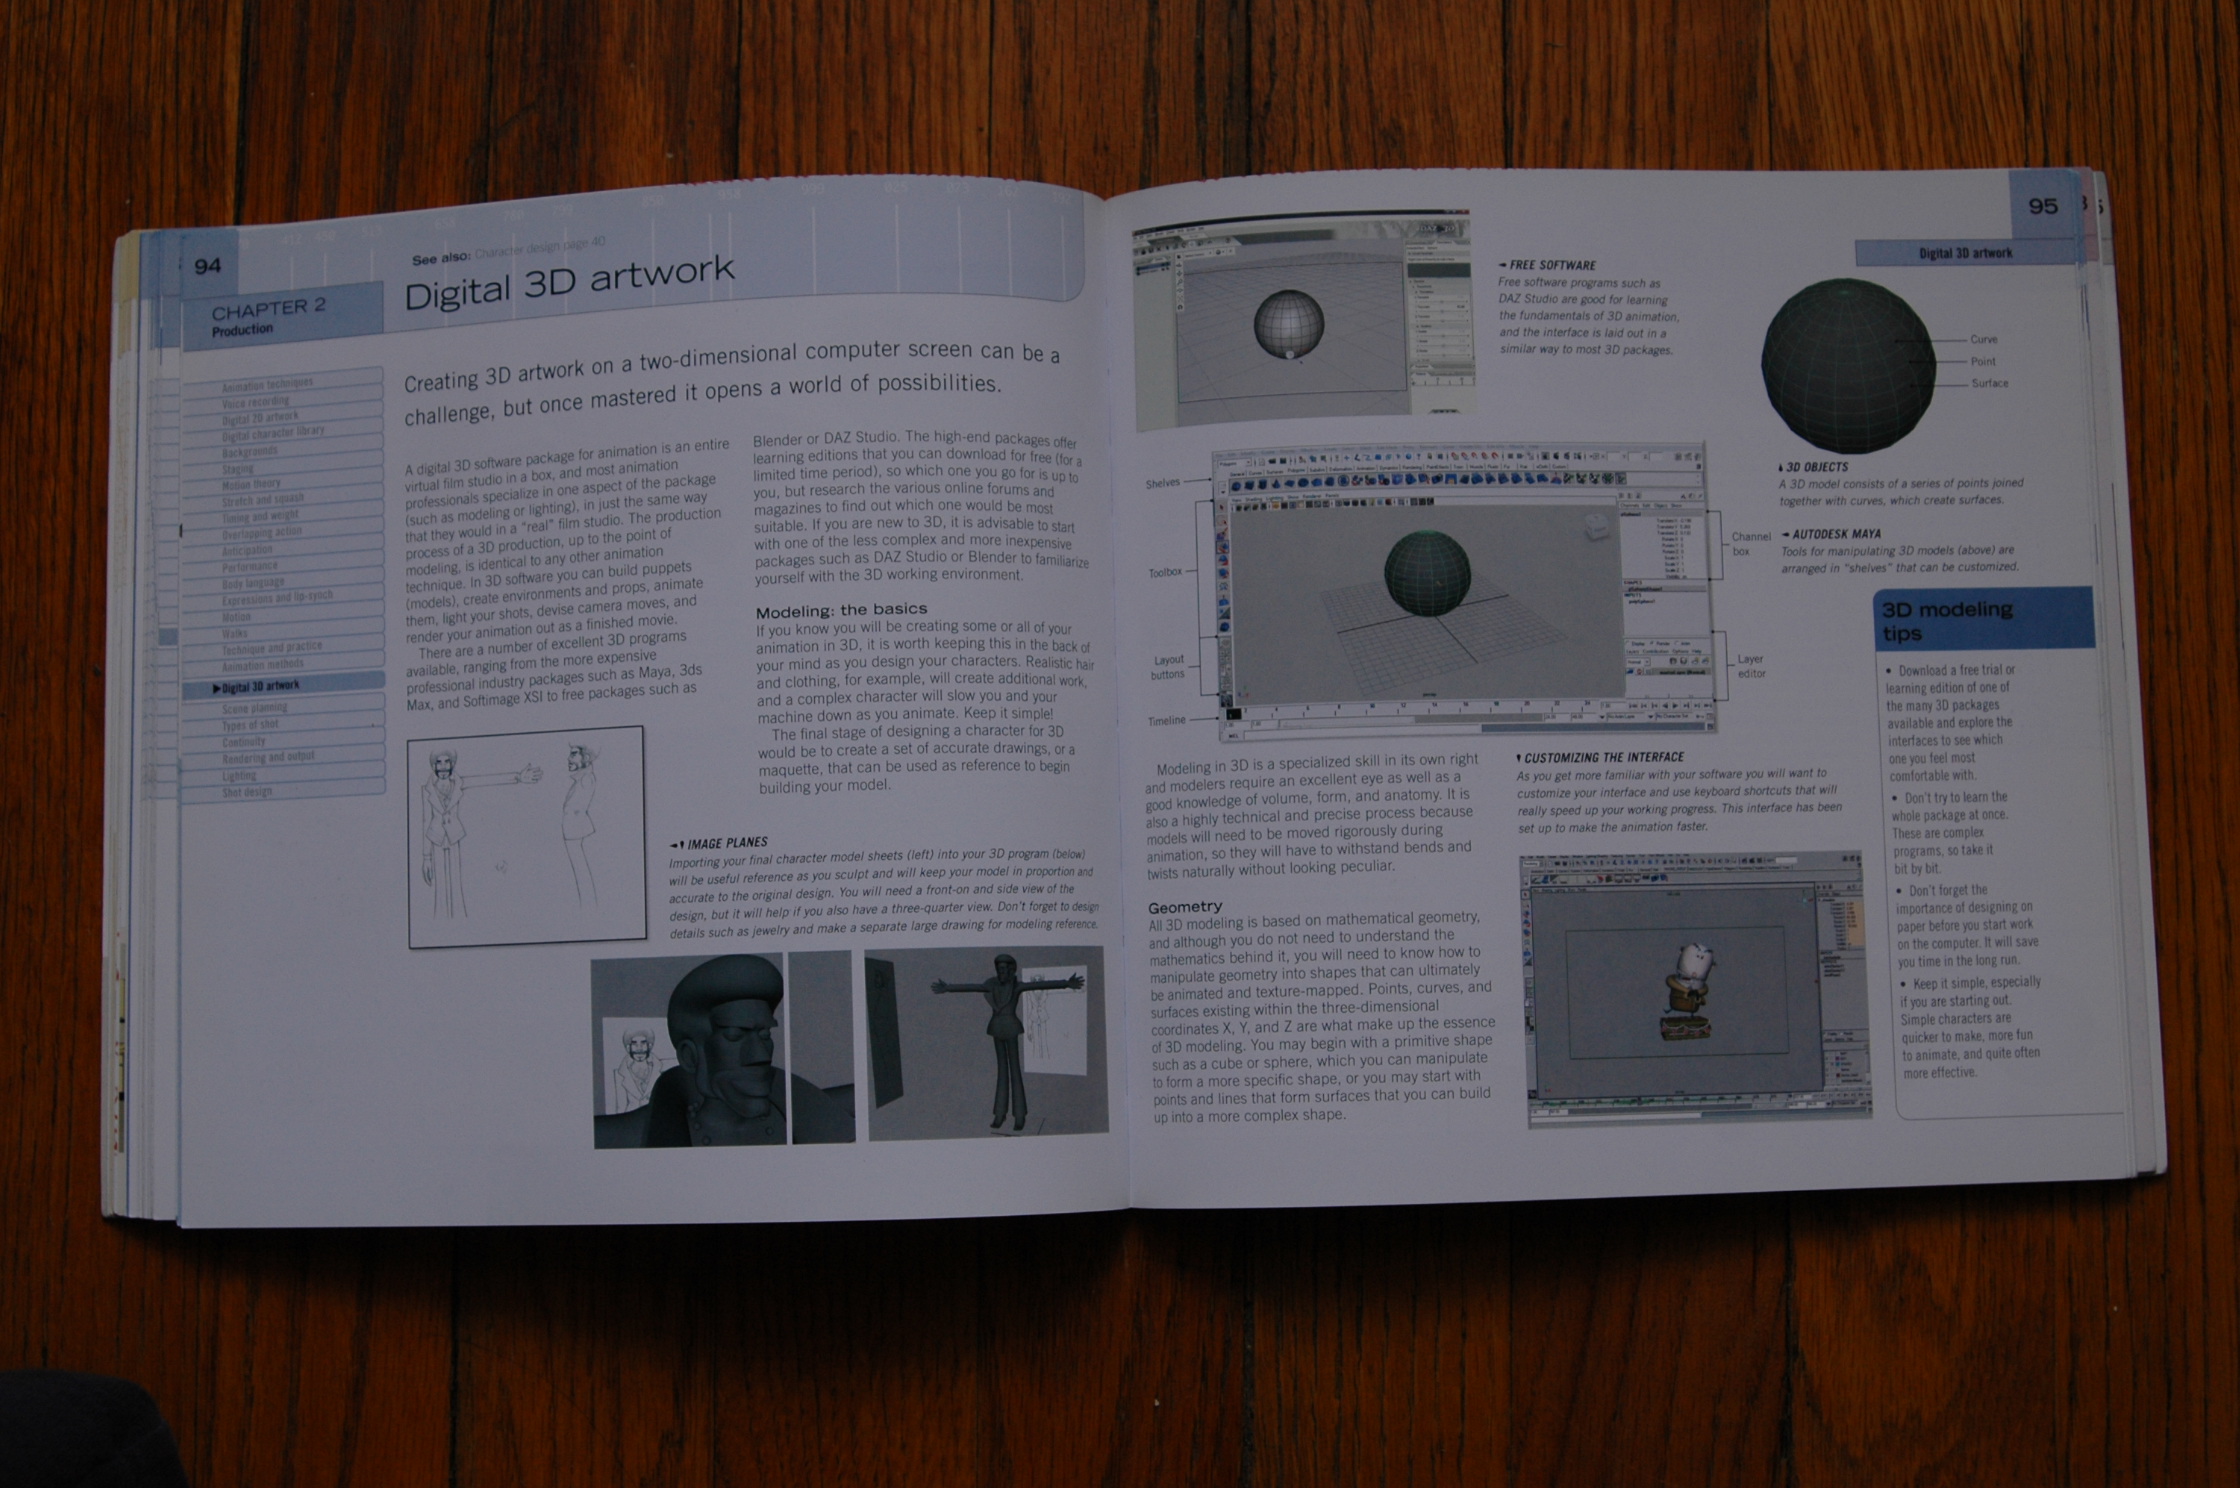 94
See also: Character design page 40
CHAPTER 2
Production
Digital 3D artwork
Animation techniques
Voice recording
Digital 2D artwork
Digital character library
Backgrounds
Staging
Motion theory
Stretch and squash
Timing and weight
Overlapping action
Anticipation
Performance
Body language
Expressions and lip-synch
Motion
Walks
Technique and practice
Animation methods
▶ Digital 3D artwork
Scene planning
Types of shot
Continuity
Rendering and output
Lighting
Shot design
Creating 3D artwork on a two-dimensional computer screen can be a
challenge, but once mastered it opens a world of possibilities.
A digital 3D software package for animation is an entire
virtual film studio in a box, and most animation
professionals specialize in one aspect of the package
(such as modeling or lighting), in just the same way
that they would in a "real" film studio. The production
process of a 3D production, up to the point of
modeling, is identical to any other animation
technique. In 3D software you can build puppets
(models), create environments and props, animate
them, light your shots, devise camera moves, and
render your animation out as a finished movie.
There are a number of excellent 3D programs
available, ranging from the more expensive
professional industry packages such as Maya, 3ds
Max, and Softimage XSI to free packages such as
Blender or DAZ Studio. The high-end packages offer
learning editions that you can download for free (for a
limited time period), so which one you go for is up to
you, but research the various online forums and
magazines to find out which one would be most
suitable. If you are new to 3D, it is advisable to start
with one of the less complex and more inexpensive
packages such as DAZ Studio or Blender to familiarize
yourself with the 3D working environment.
Modeling: the basics
If you know you will be creating some or all of your
animation in 3D, it is worth keeping this in the back of
your mind as you design your characters. Realistic hair
and clothing, for example, will create additional work,
and a complex character will slow you and your
machine down as you animate. Keep it simple!
The final stage of designing a character for 3D
would be to create a set of accurate drawings, or a
maquette, that can be used as reference to begin
building your model.
IMAGE PLANES
Importing your final character model sheets (left) into your 3D program (below)
will be useful reference as you sculpt and will keep your model in proportion and
accurate to the original design. You will need a front-on and side view of the
design, but it will help if you also have a three-quarter view. Don't forget to design
details such as jewelry and make a separate large drawing for modeling reference.
95
Digital 3D artwork
FREE SOFTWARE
Free software programs such as
DAZ Studio are good for learning
the fundamentals of 3D animation,
and the interface is laid out in a
similar way to most 3D packages.
Curve
Point
Surface
3D OBJECTS
A 3D model consists of a series of points joined
together with curves, which create surfaces.
AUTODESK MAYA
Tools for manipulating 3D models (above) are
arranged in "shelves" that can be customized.
Shelves
Toolbox
Layout
buttons
Timeline
Channel
box
Layer
editor
Modeling in 3D is a specialized skill in its own right
and modelers require an excellent eye as well as a
good knowledge of volume, form, and anatomy. It is
also a highly technical and precise process because
models will need to be moved rigorously during
animation, so they will have to withstand bends and
twists naturally without looking peculiar.
Geometry
All 3D modeling is based on mathematical geometry,
and although you do not need to understand the
mathematics behind it, you will need to know how to
manipulate geometry into shapes that can ultimately
be animated and texture-mapped. Points, curves, and
surfaces existing within the three-dimensional
coordinates X, Y, and Z are what make up the essence
of 3D modeling. You may begin with a primitive shape
such as a cube or sphere, which you can manipulate
to form a more specific shape, or you may start with
points and lines that form surfaces that you can build
up into a more complex shape.
CUSTOMIZING THE INTERFACE
As you get more familiar with your software you will want to
customize your interface and use keyboard shortcuts that will
really speed up your working progress. This interface has been
set up to make the animation faster.
3D modeling
tips
• Download a free trial or
learning edition of one of
the many 3D packages
available and explore the
interfaces to see which
one you feel most
comfortable with.
• Don't try to learn the
whole package at once.
These are complex
programs, so take it
bit by bit.
• Don't forget the
importance of designing on
paper before you start work
on the computer. It will save
you time in the long run.
• Keep it simple, especially
if you are starting out.
Simple characters are
quicker to make, more fun
to animate, and quite often
more effective.